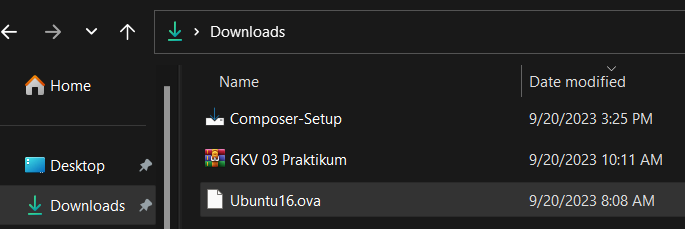 Downloads
Home
Name
Date modified
Composer-Setup
9/20/2023 3:25 PM
GKV 03 Praktikum
9/20/2023 10:11 AM
Desktop
Downloads
Ubuntu16.ova
9/20/2023 8:08 AM